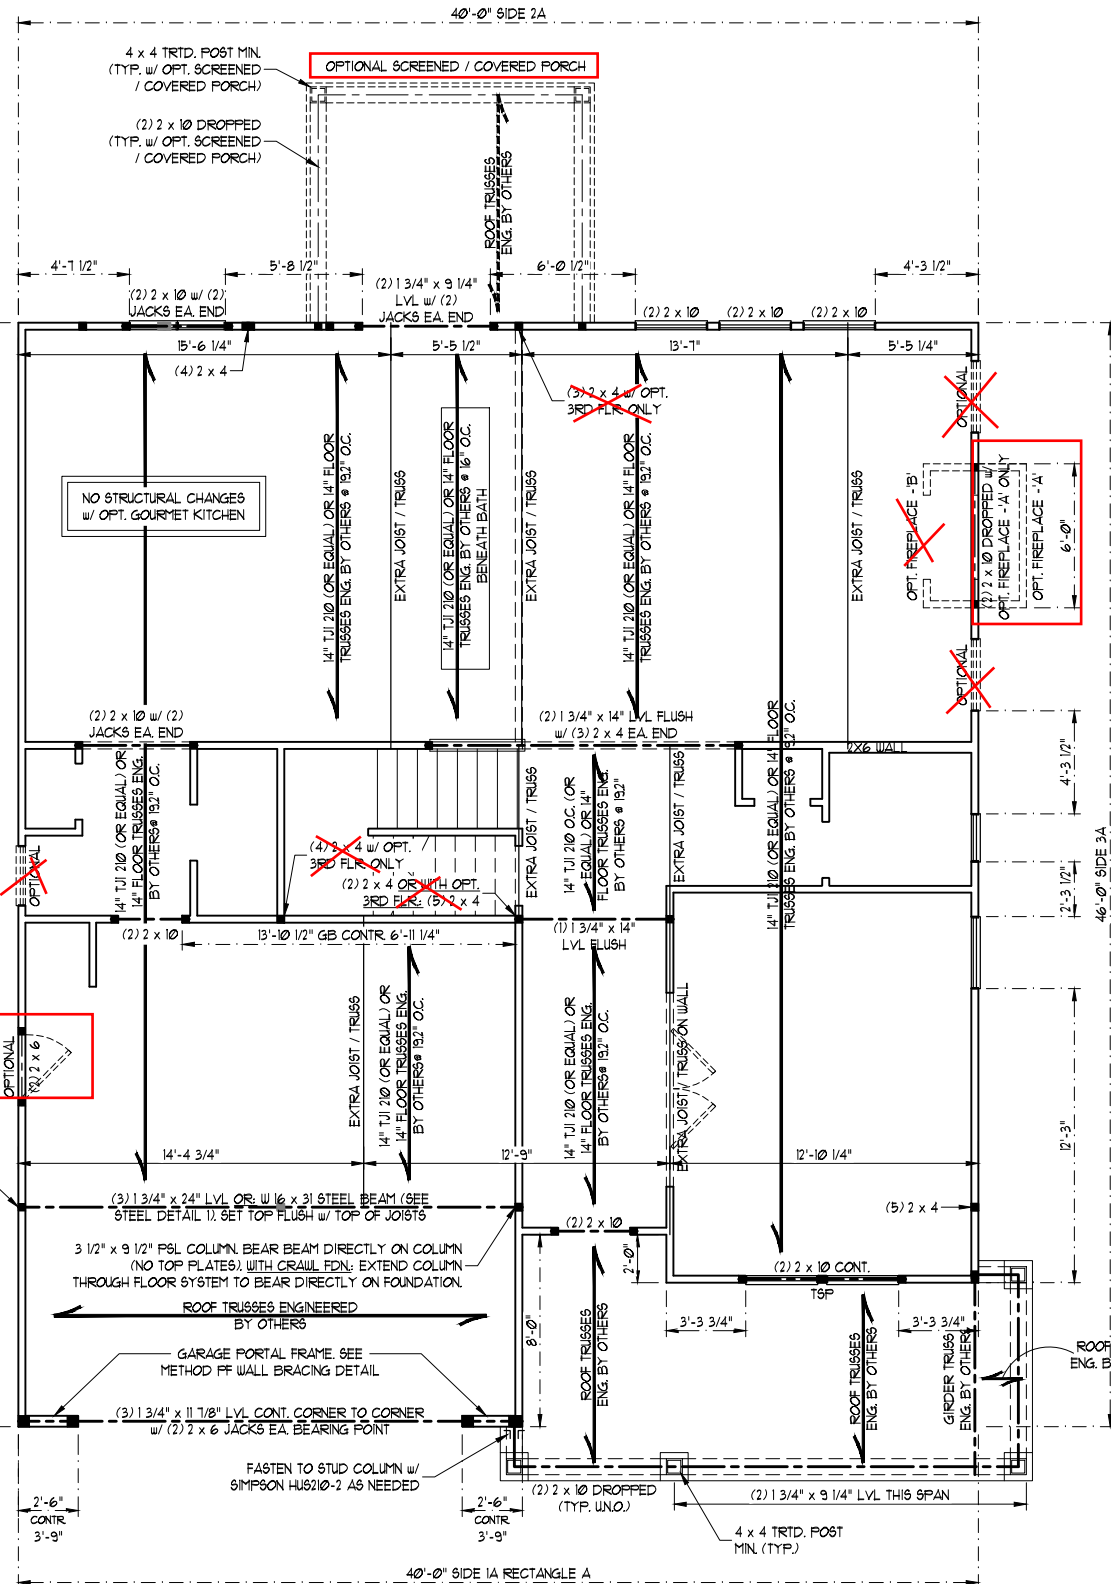 40'-0" SIDE 2A
4 x 4 TRTD. POST MIN.
(TYP. w/ OPT. SCREENED
/ COVERED PORCH)
OPTIONAL SCREENED / COVERED PORCH
(2) 2 x 10 DROPPED
(TYP. w/ OPT. SCREENED
/ COVERED PORCH)
ROOF TRUSSES
ENG. BY OTHERS
4'-7 1/2"
5'-8 1/2"
6'-0 1/2"
4'-3 1/2"
(2) 2 x 10 w/ (2)
JACKS EA. END
(2) 1 3/4" x 9 1/4"
LVL w/ (2)
JACKS EA. END
(2) 2 x 10
(2) 2 x 10
(2) 2 x 10
15'-6 1/4"
5'-5 1/2"
13'-7"
5'-5 1/4"
(4) 2 x 4
(3) 2 x 4 w/ OPT.
3RD FLR. ONLY
OPTIONAL
NO STRUCTURAL CHANGES
w/ OPT. GOURMET KITCHEN
14" TJI 210 (OR EQUAL) OR 14" FLOOR
TRUSSES ENG. BY OTHERS @ 19.2" O.C.
EXTRA JOIST / TRUSS
14" TJI 210 (OR EQUAL) OR 14" FLOOR
TRUSSES ENG. BY OTHERS @ 16" O.C.
BENEATH BATH
EXTRA JOIST / TRUSS
14" TJI 210 (OR EQUAL) OR 14" FLOOR
TRUSSES ENG. BY OTHERS @ 19.2" O.C.
EXTRA JOIST / TRUSS
OPT. FIREPLACE - 'B'
(2) 2 x 10 DROPPED w/
OPT. FIREPLACE - 'A' ONLY
OPT. FIREPLACE - 'A'
6'-0"
OPTIONAL
(2) 2 x 10 w/ (2)
JACKS EA. END
(2) 1 3/4" x 14" LVL FLUSH
w/ (3) 2 x 4 EA. END
2X6 WALL
4'-3 1/2"
14" TJI 210 (OR EQUAL) OR
14" FLOOR TRUSSES ENG.
BY OTHERS @ 19.2" O.C.
EXTRA JOIST / TRUSS
14" TJI 210 O.C. (OR
EQUAL) OR 14"
FLOOR TRUSSES ENG.
BY OTHERS @ 19.2"
EXTRA JOIST / TRUSS
14" TJI 210 (OR EQUAL) OR 14" FLOOR
TRUSSES ENG. BY OTHERS @ 19.2" O.C.
OPTIONAL
(4) 2 x 4 w/ OPT.
3RD FLR. ONLY
(2) 2 x 4 OR WITH OPT.
3RD FLR.: (5) 2 x 4
2'-3 1/2"
46'-0" SIDE 3A
(2) 2 x 10
13'-10 1/2" GB CONTR. 6'-11 1/4"
(1) 1 3/4" x 14"
LVL FLUSH
OPTIONAL
(2) 2 x 6
EXTRA JOIST / TRUSS
14" TJI 210 (OR EQUAL) OR
14" FLOOR TRUSSES ENG.
BY OTHERS @ 19.2" O.C.
14" TJI 210 (OR EQUAL) OR
14" FLOOR TRUSSES ENG.
BY OTHERS @ 19.2" O.C.
EXTRA JOIST / TRUSS ON WALL
12'-3"
14'-4 3/4"
12'-9"
12'-10 1/4"
(3) 1 3/4" x 24" LVL OR: W 16 x 31 STEEL BEAM (SEE
STEEL DETAIL 1). SET TOP FLUSH w/ TOP OF JOISTS
(5) 2 x 4
(2) 2 x 10
3 1/2" x 9 1/2" PSL COLUMN. BEAR BEAM DIRECTLY ON COLUMN
(NO TOP PLATES). WITH CRAWL FDN.: EXTEND COLUMN
THROUGH FLOOR SYSTEM TO BEAR DIRECTLY ON FOUNDATION.
2'-0"
(2) 2 x 10 CONT.
TSP
ROOF TRUSSES ENGINEERED
BY OTHERS
8'-0"
3'-3 3/4"
3'-3 3/4"
GARAGE PORTAL FRAME. SEE
METHOD PF WALL BRACING DETAIL
ROOF TRUSSES
ENG. BY OTHERS
ROOF TRUSSES
ENG. BY OTHERS
GIRDER TRUSS
ENG. BY OTHERS
ROOF
ENG. B
(3) 1 3/4" x 11 7/8" LVL CONT. CORNER TO CORNER
w/ (2) 2 x 6 JACKS EA. BEARING POINT
FASTEN TO STUD COLUMN w/
SIMPSON HUS210-2 AS NEEDED
(2) 2 x 10 DROPPED
(TYP. U.N.O.)
(2) 1 3/4" x 9 1/4" LVL THIS SPAN
2'-6"
CONTR.
3'-9"
2'-6"
CONTR.
3'-9"
4 x 4 TRTD. POST
MIN. (TYP.)
40'-0" SIDE 1A RECTANGLE A